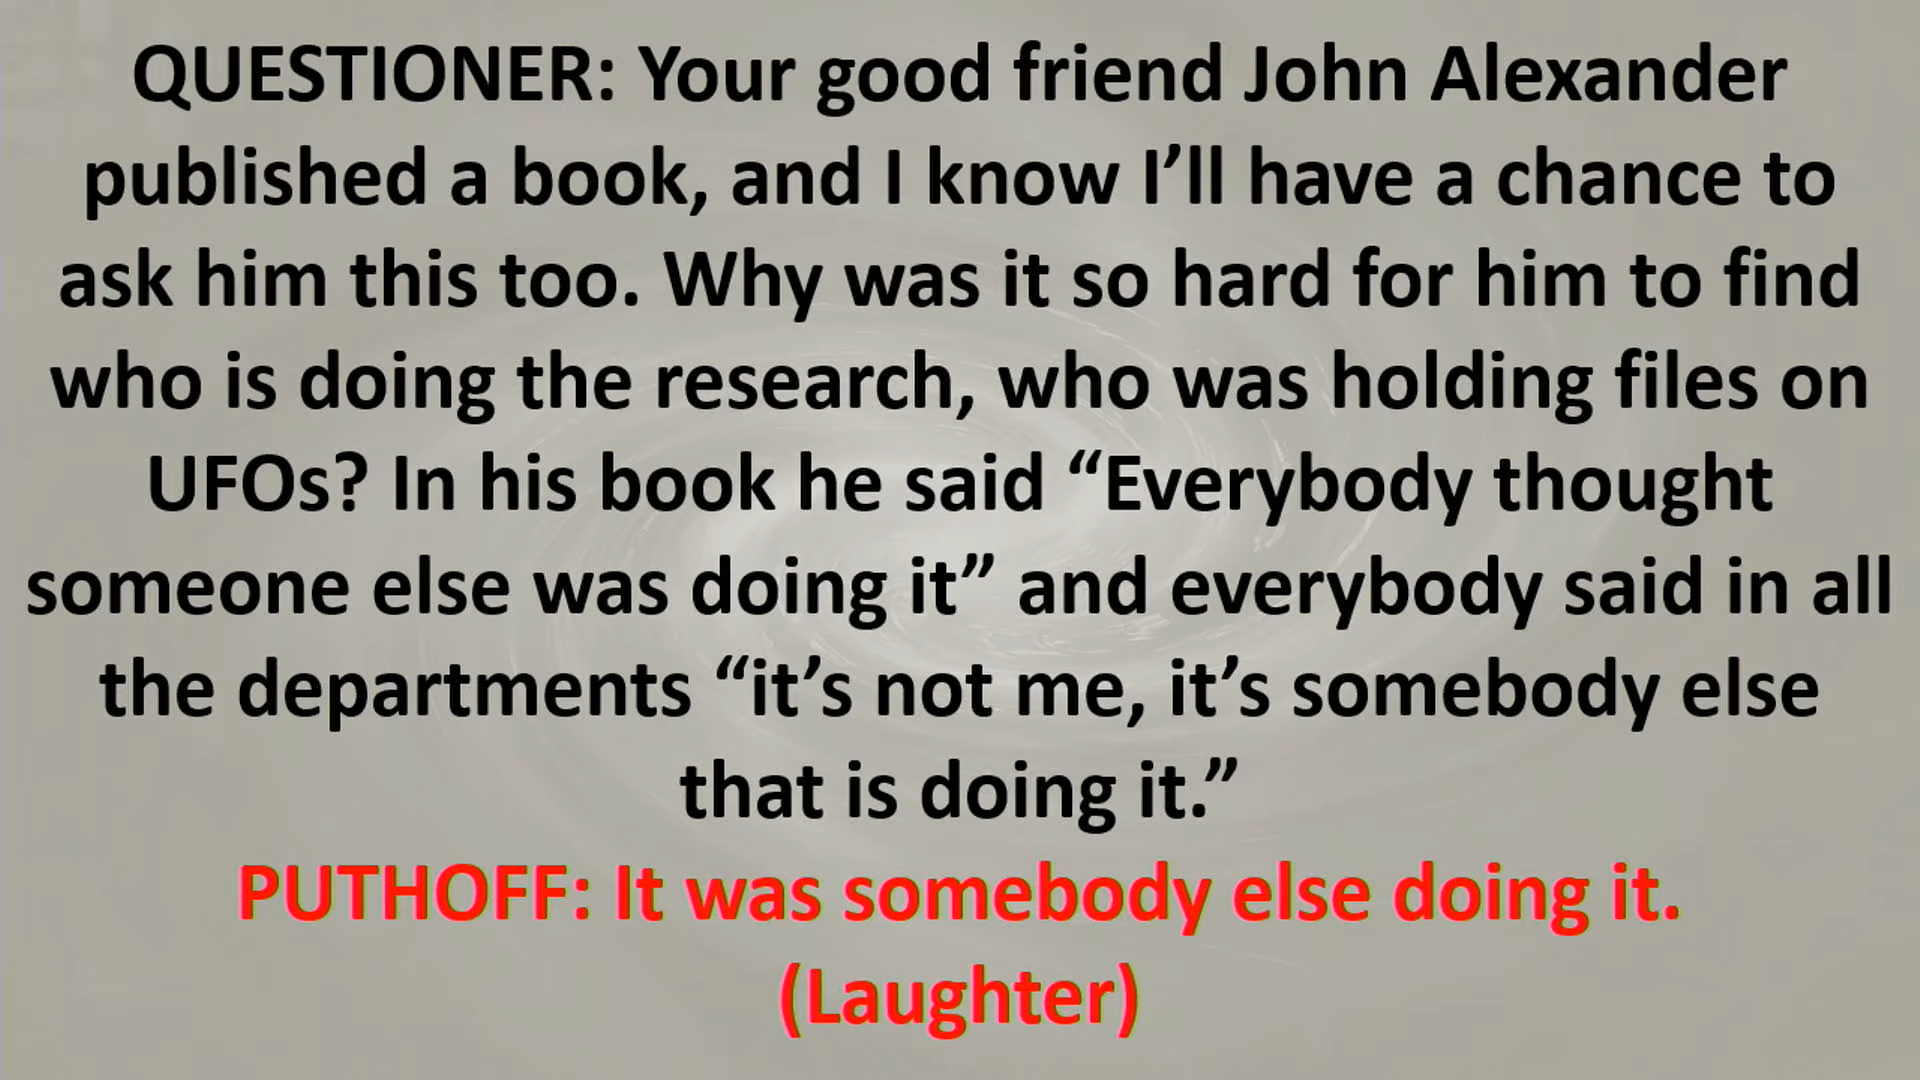 QUESTIONER: Your good friend John Alexander
published a book, and I know I’ll have a chance to
ask him this too. Why was it so hard for him to find
who is doing the research, who was holding files on
UFOs? In his book he said “Everybody thought
someone else was doing it” and everybody said in all
the departments “it’s not me, it’s somebody else
that is doing it.”
PUTHOFF: It was somebody else doing it.
(Laughter)